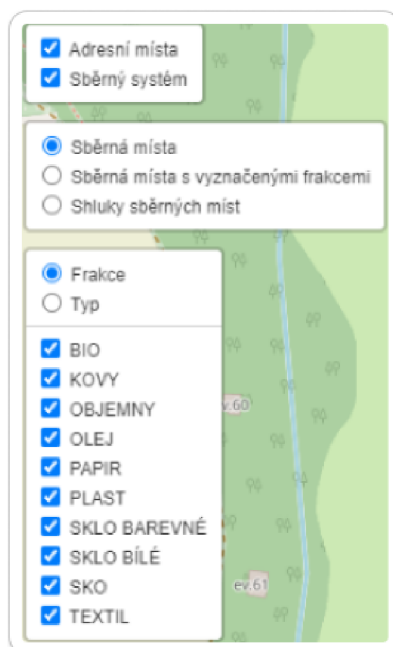 Adresní místa
Sběrný systém
Sběrná místa
Sběrná místa s vyznačenými frakcemi
Shluky sběrných míst
Frakce
Typ
BIO
KOVY
OBJEMNY
ev.60
OLEJ
PAPIR
PLAST
SKLO BAREVNÉ
SKLO BÍLÉ
SKO
ev.61
TEXTIL